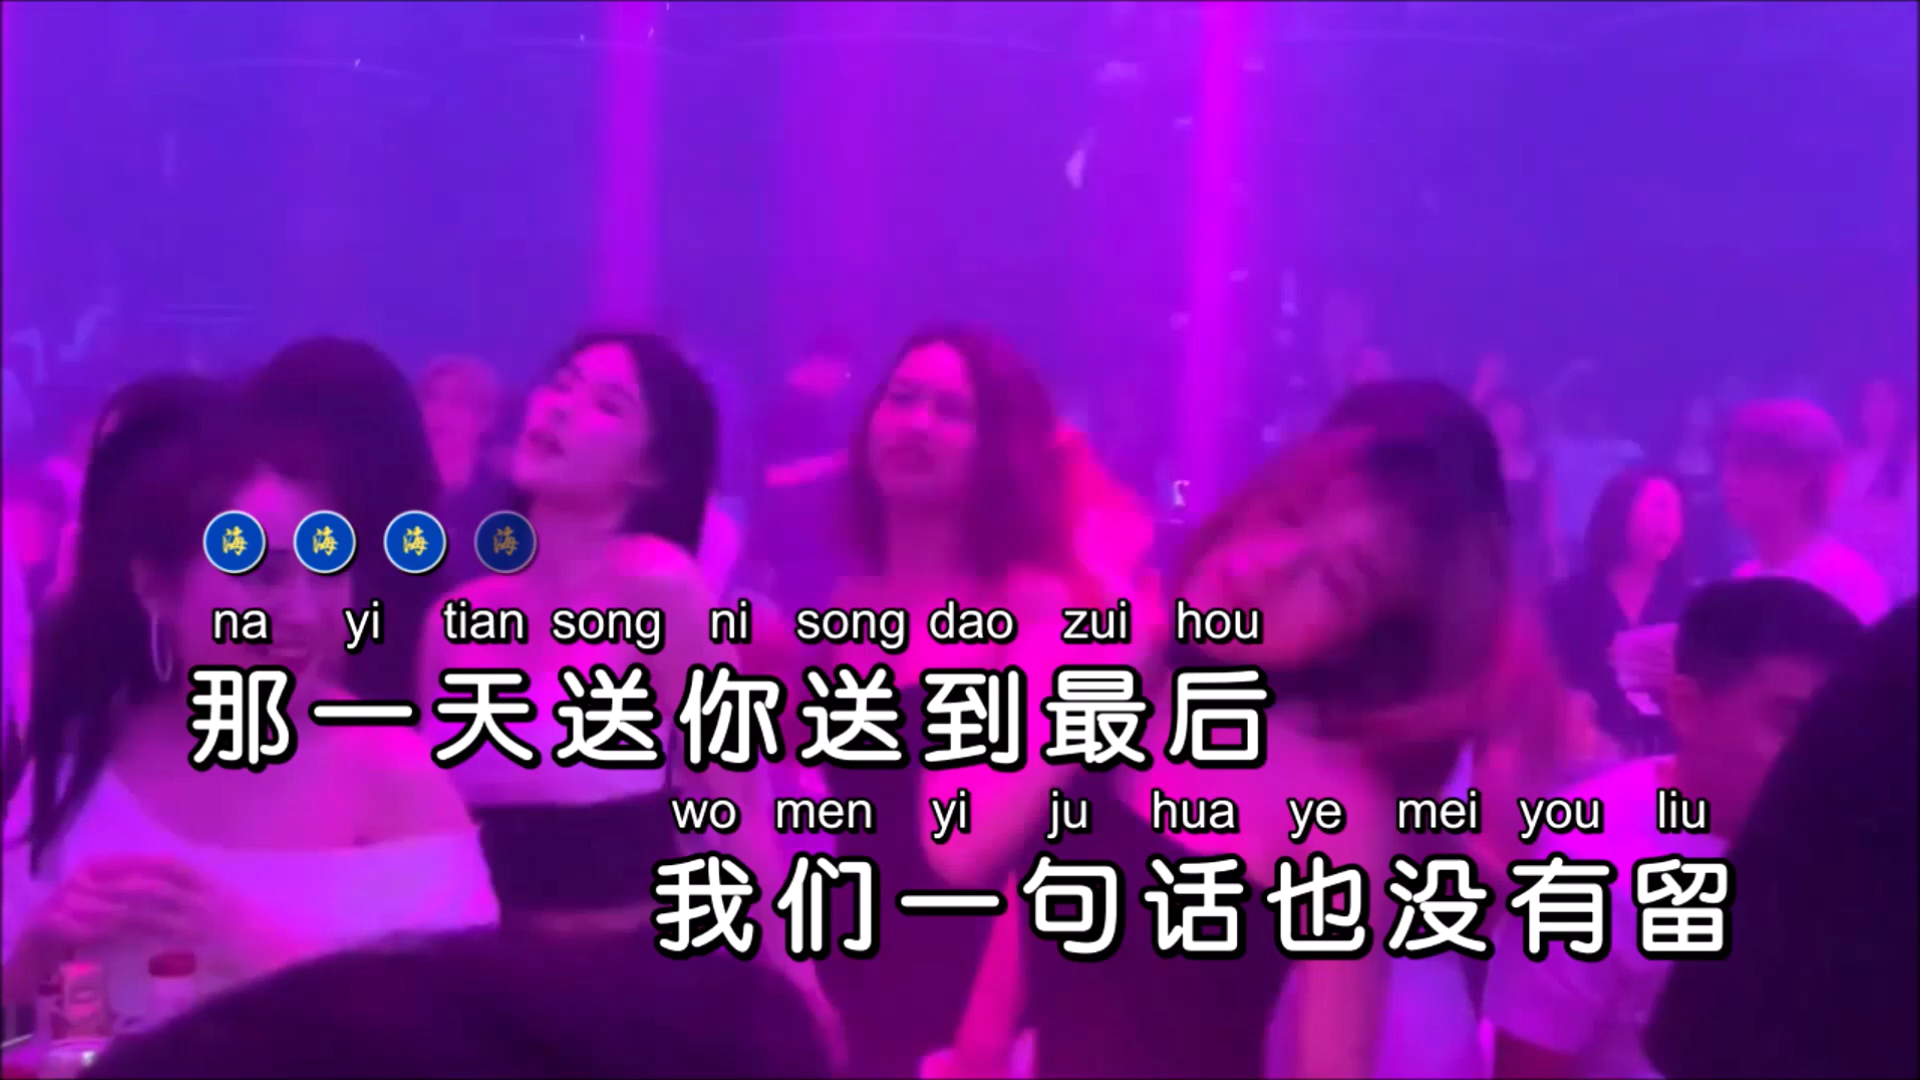 海 海 海 海
na yi tian song ni song dao zui hou
那一天送你送到最后
wo men yi ju hua ye mei you liu
我们一句话也没有留